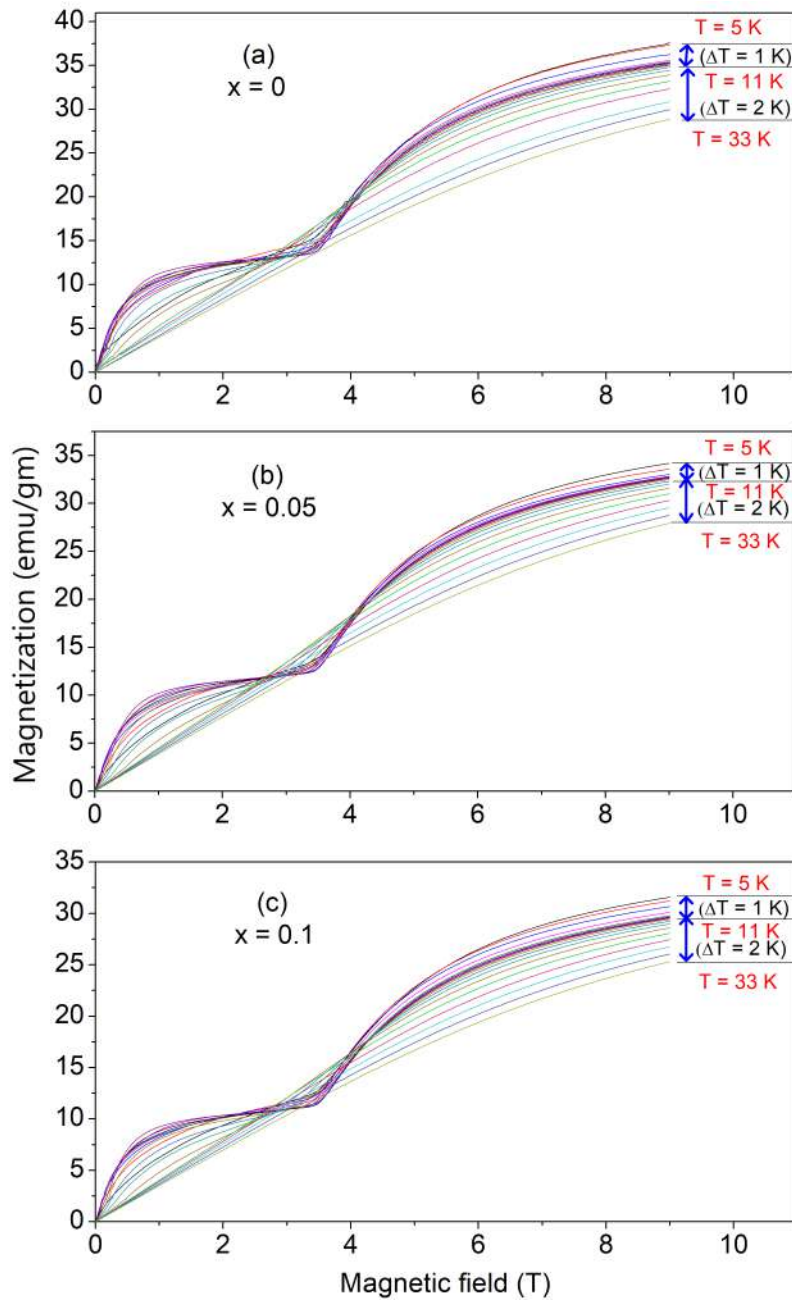 40
35
30
25
20
15
10
5
0
(a)
x = 0
T = 5 K
(ΔT = 1 K)
T = 11 K
(ΔT = 2 K)
T = 33 K
0 2 4 6 8 10
Magnetization (emu/gm)
35
30
25
20
15
10
5
0
(b)
x = 0.05
T = 5 K
(ΔT = 1 K)
T = 11 K
(ΔT = 2 K)
T = 33 K
0 2 4 6 8 10
35
30
25
20
15
10
5
0
(c)
x = 0.1
T = 5 K
(ΔT = 1 K)
T = 11 K
(ΔT = 2 K)
T = 33 K
0 2 4 6 8 10
Magnetic field (T)